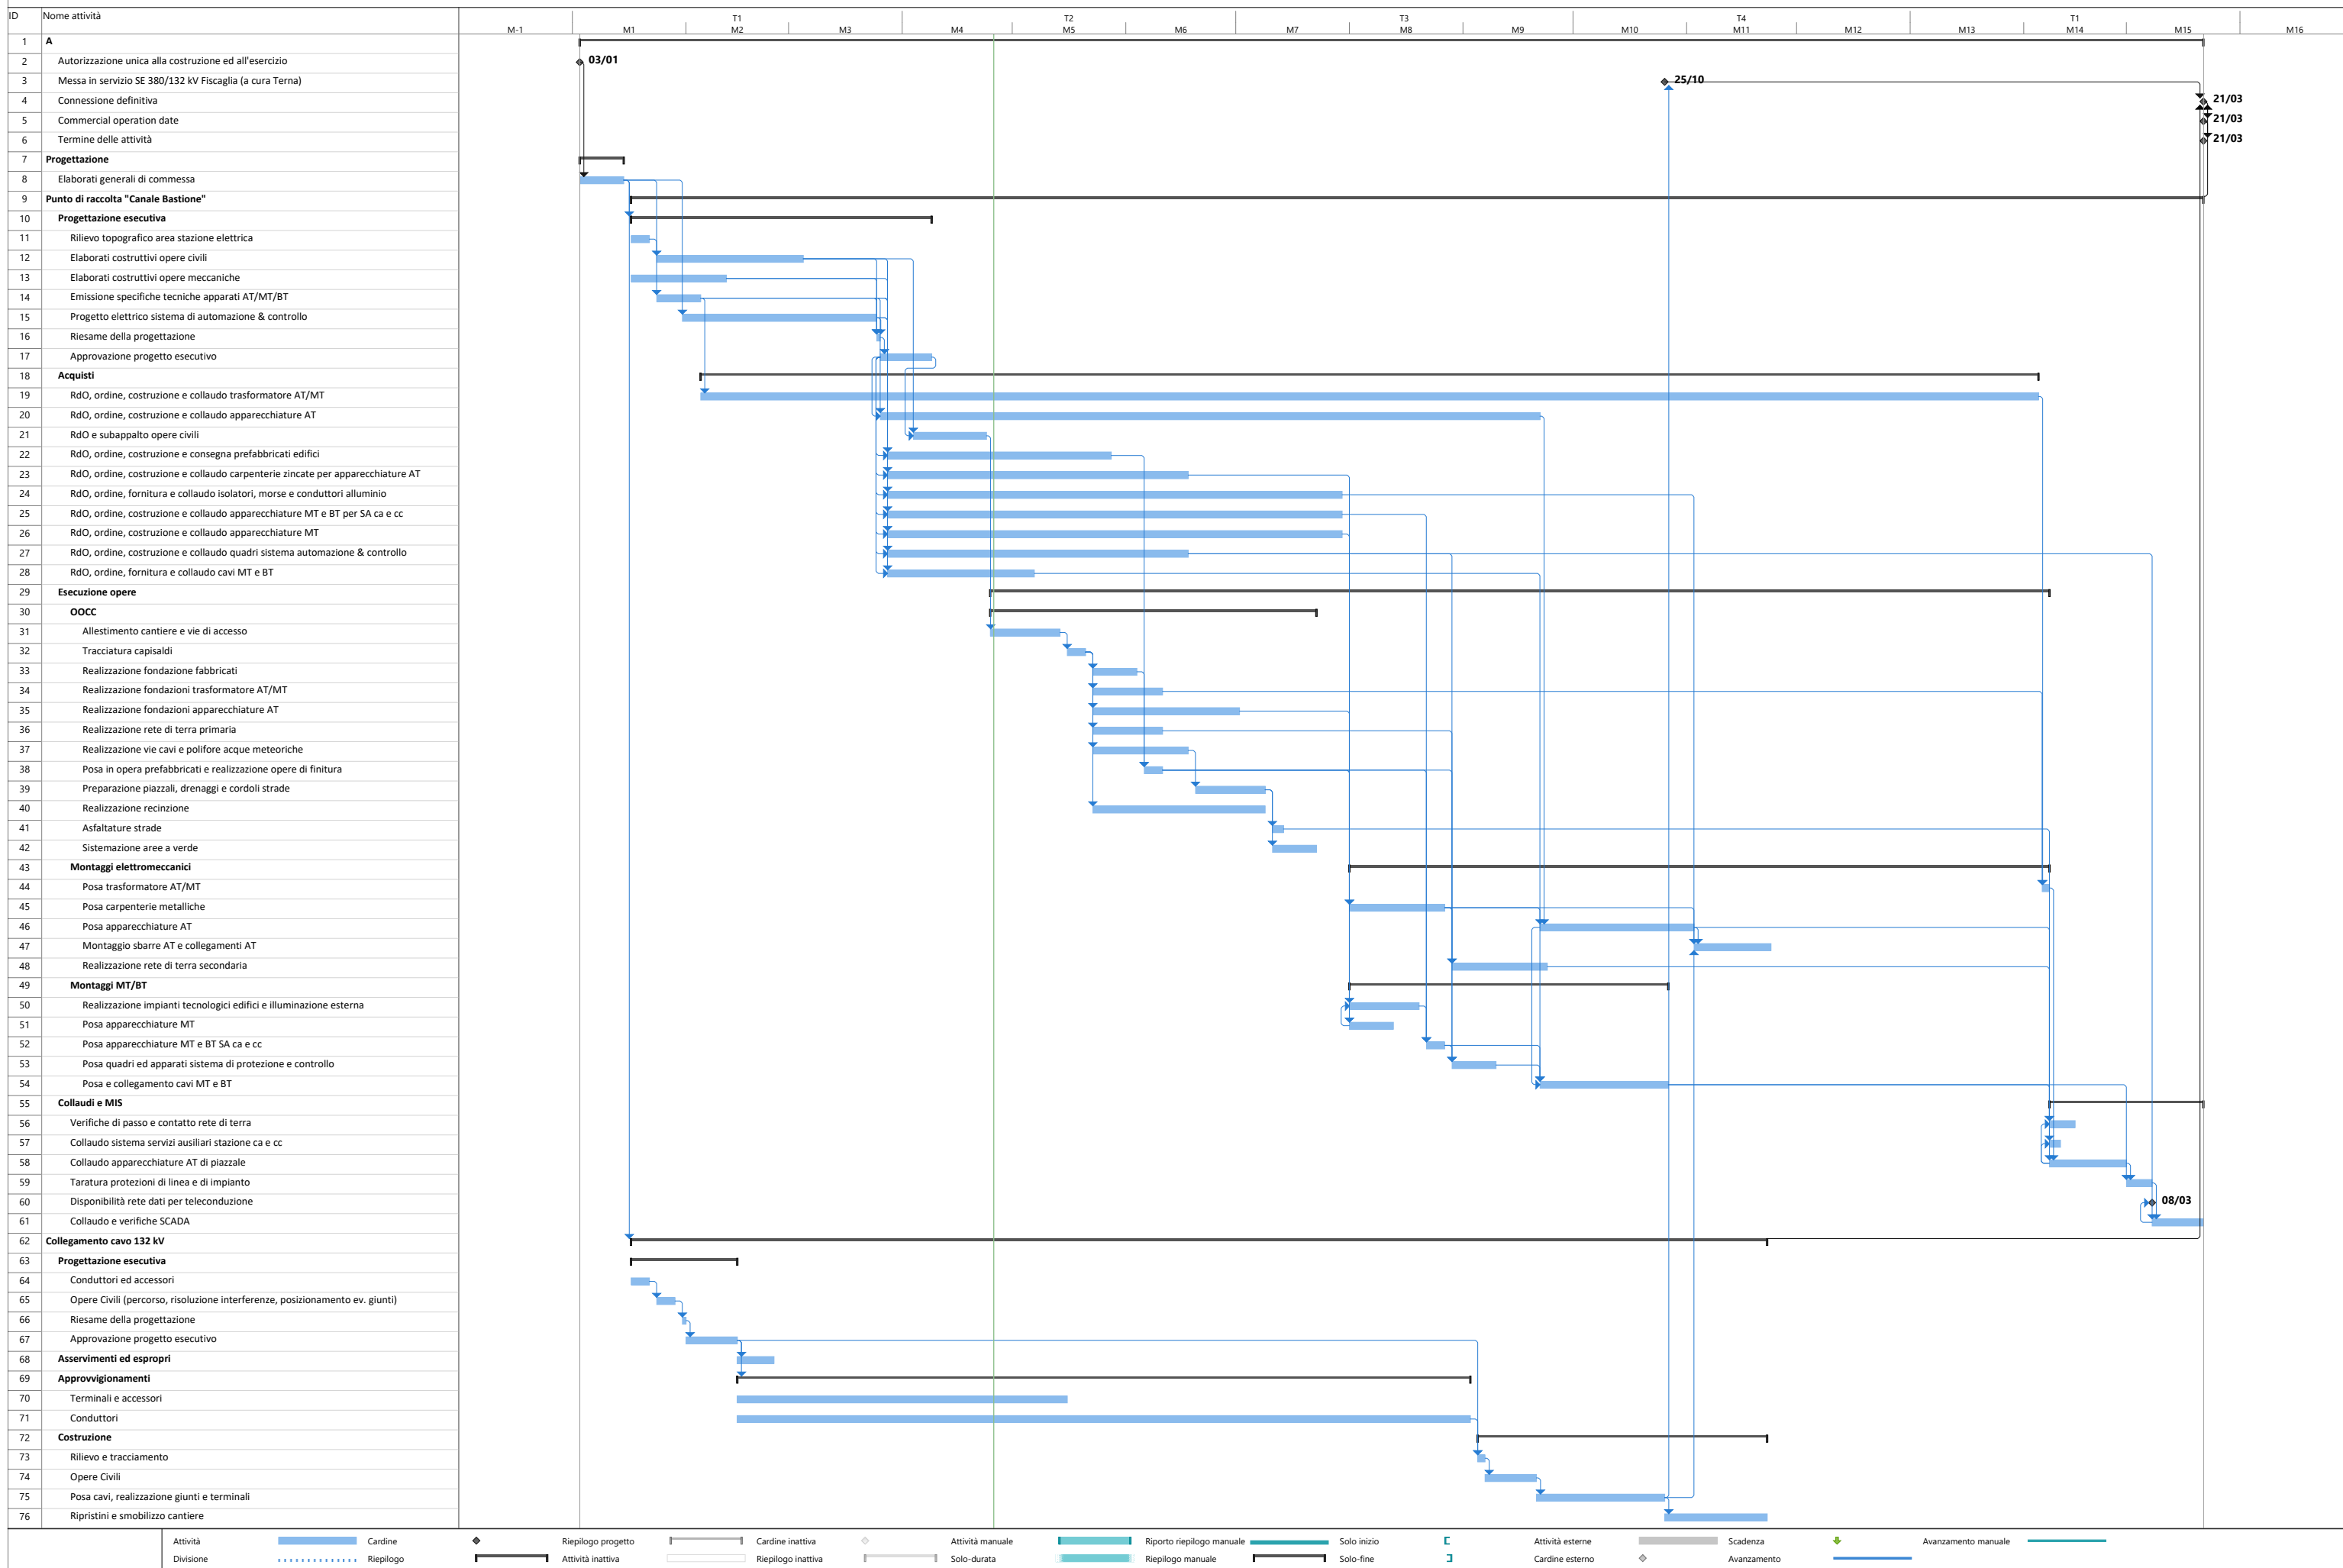 ID Nome attività T1 T2 T3 T4 T1
M-1 M1 M2 M3 M4 M5 M6 M7 M8 M9 M10 M11 M12 M13 M14 M15 M16
1 A
2 Autorizzazione unica alla costruzione ed all'esercizio 03/01
3 Messa in servizio SE 380/132 kV Fiscaglia (a cura Terna) 25/10
4 Connessione definitiva 21/03
5 Commercial operation date 21/03
6 Termine delle attività 21/03
7 Progettazione
8 Elaborati generali di commessa
9 Punto di raccolta "Canale Bastione"
10 Progettazione esecutiva
11 Rilievo topografico area stazione elettrica
12 Elaborati costruttivi opere civili
13 Elaborati costruttivi opere meccaniche
14 Emissione specifiche tecniche apparati AT/MT/BT
15 Progetto elettrico sistema di automazione & controllo
16 Riesame della progettazione
17 Approvazione progetto esecutivo
18 Acquisti
19 RdO, ordine, costruzione e collaudo trasformatore AT/MT
20 RdO, ordine, costruzione e collaudo apparecchiature AT
21 RdO e subappalto opere civili
22 RdO, ordine, costruzione e consegna prefabbricati edifici
23 RdO, ordine, costruzione e collaudo carpenterie zincate per apparecchiature AT
24 RdO, ordine, fornitura e collaudo isolatori, morse e conduttori alluminio
25 RdO, ordine, costruzione e collaudo apparecchiature MT e BT per SA ca e cc
26 RdO, ordine, costruzione e collaudo apparecchiature MT
27 RdO, ordine, costruzione e collaudo quadri sistema automazione & controllo
28 RdO, ordine, fornitura e collaudo cavi MT e BT
29 Esecuzione opere
30 OOCC
31 Allestimento cantiere e vie di accesso
32 Tracciatura capisaldi
33 Realizzazione fondazione fabbricati
34 Realizzazione fondazioni trasformatore AT/MT
35 Realizzazione fondazioni apparecchiature AT
36 Realizzazione rete di terra primaria
37 Realizzazione vie cavi e polifore acque meteoriche
38 Posa in opera prefabbricati e realizzazione opere di finitura
39 Preparazione piazzali, drenaggi e cordoli strade
40 Realizzazione recinzione
41 Asfaltature strade
42 Sistemazione aree a verde
43 Montaggi elettromeccanici
44 Posa trasformatore AT/MT
45 Posa carpenterie metalliche
46 Posa apparecchiature AT
47 Montaggio sbarre AT e collegamenti AT
48 Realizzazione rete di terra secondaria
49 Montaggi MT/BT
50 Realizzazione impianti tecnologici edifici e illuminazione esterna
51 Posa apparecchiature MT
52 Posa apparecchiature MT e BT SA ca e cc
53 Posa quadri ed apparati sistema di protezione e controllo
54 Posa e collegamento cavi MT e BT
55 Collaudi e MIS
56 Verifiche di passo e contatto rete di terra
57 Collaudo sistema servizi ausiliari stazione ca e cc
58 Collaudo apparecchiature AT di piazzale
59 Taratura protezioni di linea e di impianto
60 Disponibilità rete dati per teleconduzione 08/03
61 Collaudo e verifiche SCADA
62 Collegamento cavo 132 kV
63 Progettazione esecutiva
64 Conduttori ed accessori
65 Opere Civili (percorso, risoluzione interferenze, posizionamento ev. giunti)
66 Riesame della progettazione
67 Approvazione progetto esecutivo
68 Asservimenti ed espropri
69 Approvvigionamenti
70 Terminali e accessori
71 Conduttori
72 Costruzione
73 Rilievo e tracciamento
74 Opere Civili
75 Posa cavi, realizzazione giunti e terminali
76 Ripristini e smobilizzo cantiere
Attività Cardine Riepilogo progetto Cardine inattiva Attività manuale Riporto riepilogo manuale Solo inizio Attività esterne Scadenza Avanzamento manuale
Divisione Riepilogo Attività inattiva Riepilogo inattiva Solo-durata Riepilogo manuale Solo-fine Cardine esterno Avanzamento